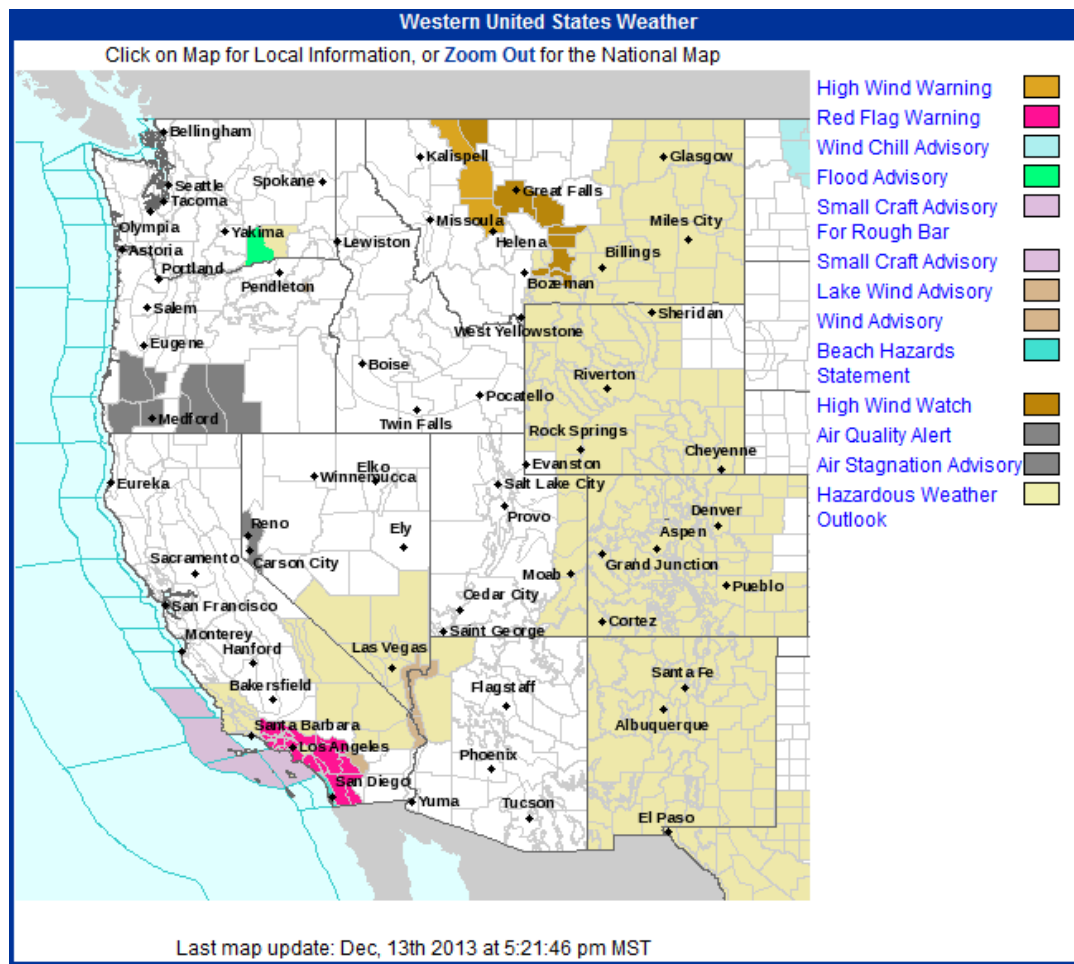 Western United States Weather
Click on Map for Local Information, or Zoom Out for the National Map
High Wind Warning
Red Flag Warning
Wind Chill Advisory
Flood Advisory
Small Craft Advisory
For Rough Bar
Small Craft Advisory
Lake Wind Advisory
Wind Advisory
Beach Hazards
Statement
High Wind Watch
Air Quality Alert
Air Stagnation Advisory
Hazardous Weather
Outlook
Bellingham
Kalispell
Glasgow
Seattle
Spokane
Tacoma
Great Falls
Olympia
Yakima
Missoula
Miles City
Astoria
Lewiston
Helena
Portland
Billings
Pendleton
Bozeman
Salem
West Yellowstone
Sheridan
Eugene
Boise
Riverton
Pocatello
Medford
Twin Falls
Rock Springs
Cheyenne
Elko
Evanston
Eureka
Winnemucca
Salt Lake City
Provo
Denver
Reno
Ely
Aspen
Sacramento
Carson City
Moab
Grand Junction
Pueblo
Cedar City
San Francisco
Cortez
Monterey
Saint George
Hanford
Las Vegas
Santa Fe
Bakersfield
Flagstaff
Albuquerque
Santa Barbara
Los Angeles
Phoenix
San Diego
Yuma
Tucson
El Paso
Last map update: Dec, 13th 2013 at 5:21:46 pm MST